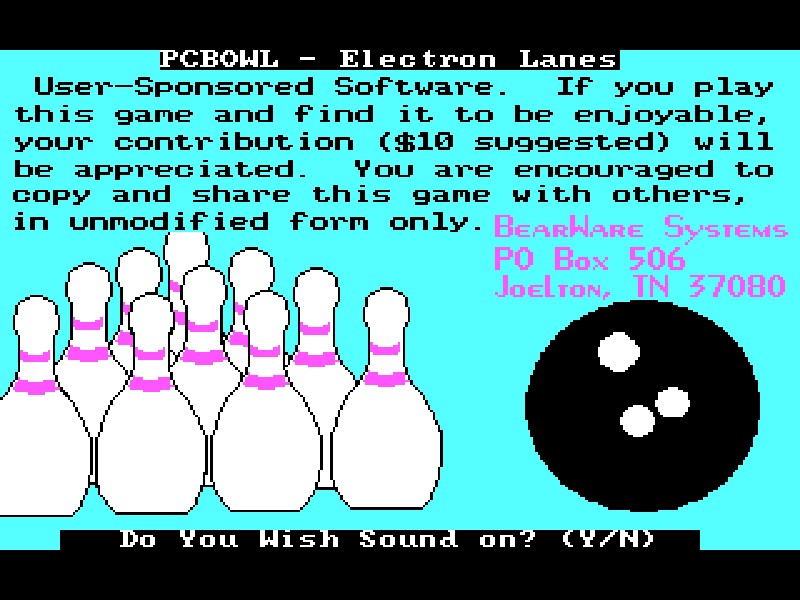 PCBOWL - Electron Lanes
User-Sponsored Software. If you play
this game and find it to be enjoyable,
your contribution ($10 suggested) will
be appreciated. You are encouraged to
copy and share this game with others,
in unmodified form only.
BearWare Systems
PO Box 506
Joelton, TN 37080
Do You Wish Sound on? (Y/N)